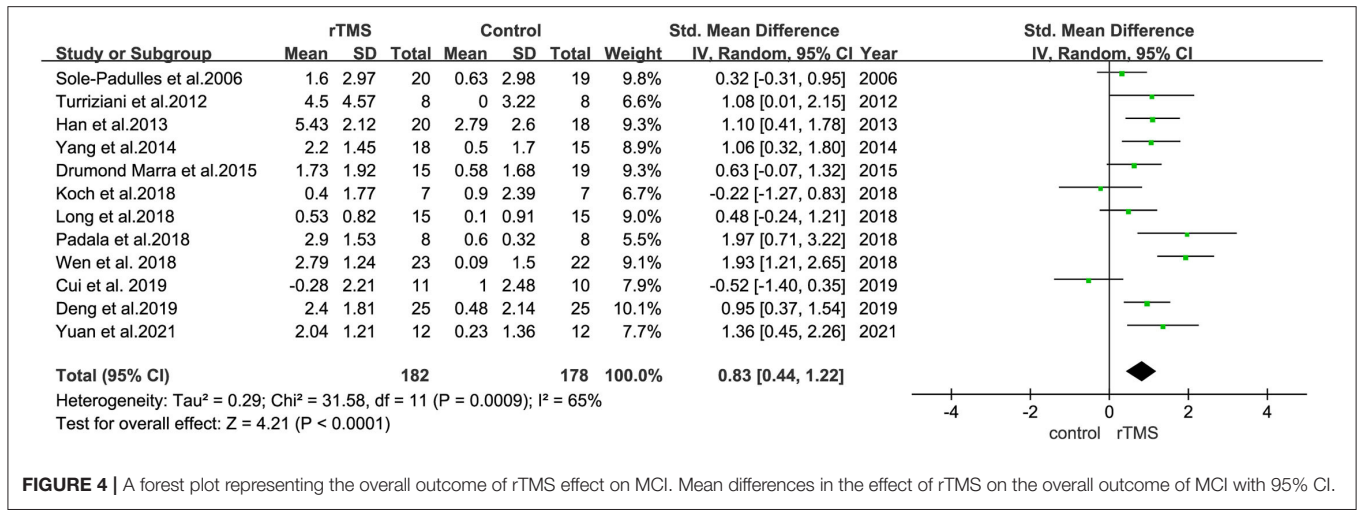 rTMS Control Std. Mean Difference Std. Mean Difference
Study or Subgroup Mean SD Total Mean SD Total Weight IV, Random, 95% CI Year IV, Random, 95% CI
Sole-Padulles et al.2006 1.6 2.97 20 0.63 2.98 19 9.8% 0.32 [-0.31, 0.95] 2006
Turriziani et al.2012 4.5 4.57 8 0 3.22 8 6.6% 1.08 [0.01, 2.15] 2012
Han et al.2013 5.43 2.12 20 2.79 2.6 18 9.3% 1.10 [0.41, 1.78] 2013
Yang et al.2014 2.2 1.45 18 0.5 1.7 15 8.9% 1.06 [0.32, 1.80] 2014
Drumond Marra et al.2015 1.73 1.92 15 0.58 1.68 19 9.3% 0.63 [-0.07, 1.32] 2015
Koch et al.2018 0.4 1.77 7 0.9 2.39 7 6.7% -0.22 [-1.27, 0.83] 2018
Long et al.2018 0.53 0.82 15 0.1 0.91 15 9.0% 0.48 [-0.24, 1.21] 2018
Padala et al.2018 2.9 1.53 8 0.6 0.32 8 5.5% 1.97 [0.71, 3.22] 2018
Wen et al. 2018 2.79 1.24 23 0.09 1.5 22 9.1% 1.93 [1.21, 2.65] 2018
Cui et al. 2019 -0.28 2.21 11 1 2.48 10 7.9% -0.52 [-1.40, 0.35] 2019
Deng et al.2019 2.4 1.81 25 0.48 2.14 25 10.1% 0.95 [0.37, 1.54] 2019
Yuan et al.2021 2.04 1.21 12 0.23 1.36 12 7.7% 1.36 [0.45, 2.26] 2021
Total (95% CI) 182 178 100.0% 0.83 [0.44, 1.22]
Heterogeneity: Tau² = 0.29; Chi² = 31.58, df = 11 (P = 0.0009); I² = 65%
Test for overall effect: Z = 4.21 (P < 0.0001)
-4 -2 0 2 4
control rTMS
FIGURE 4 | A forest plot representing the overall outcome of rTMS effect on MCI. Mean differences in the effect of rTMS on the overall outcome of MCI with 95% CI.